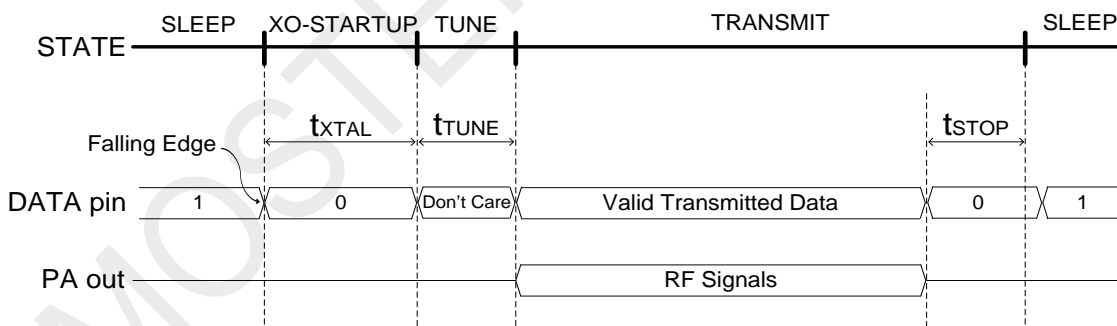 SLEEP XO-STARTUP TUNE TRANSMIT SLEEP
STATE
tXTAL tTUNE tSTOP
Falling Edge
DATA pin 1 0 Don't Care Valid Transmitted Data 0 1
PA out RF Signals